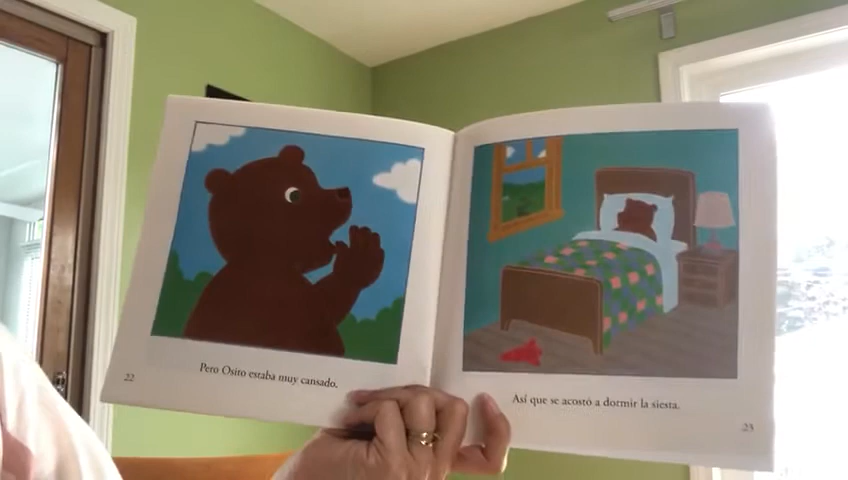 Pero Osito estaba muy cansado.
22
Así que se acostó a dormir la siesta.
23